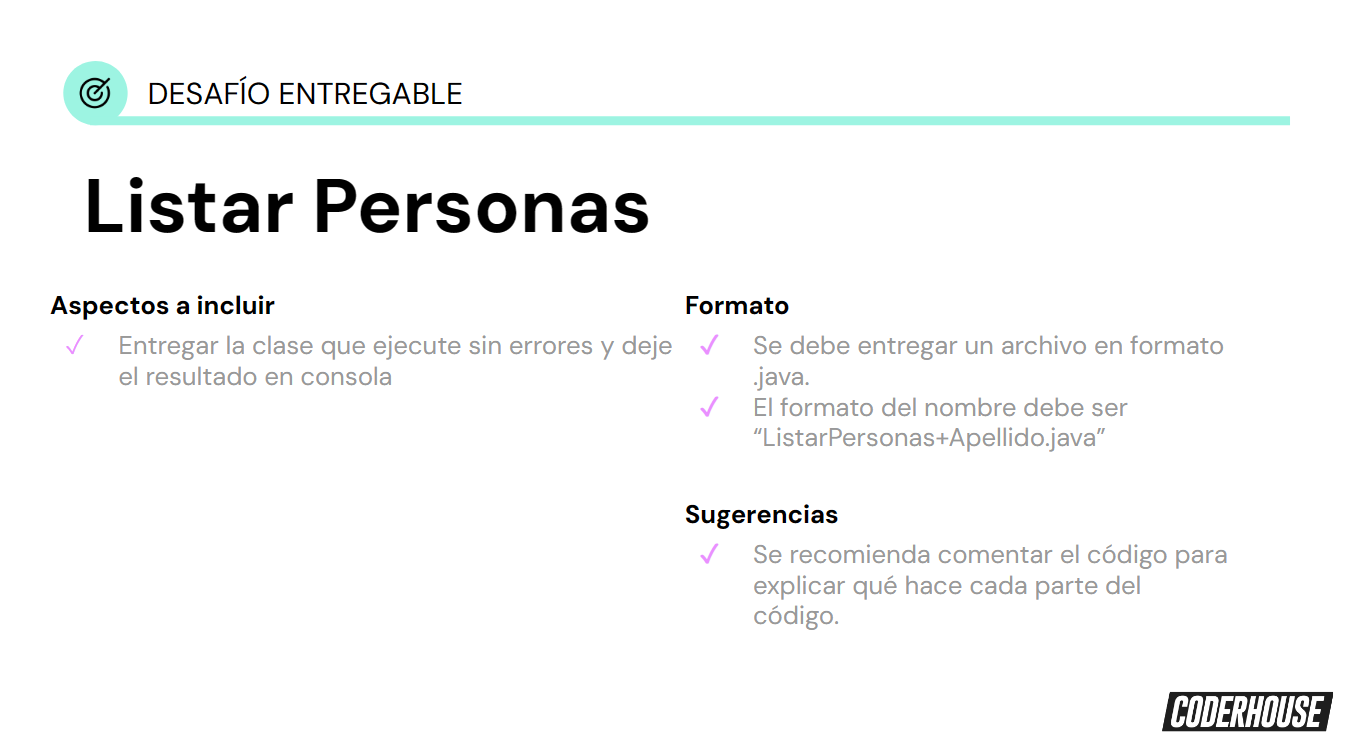 DESAFÍO ENTREGABLE
Listar Personas
Aspectos a incluir
✓ Entregar la clase que ejecute sin errores y deje
el resultado en consola
Formato
✓ Se debe entregar un archivo en formato
.java.
✓ El formato del nombre debe ser
“ListarPersonas+Apellido.java”
Sugerencias
✓ Se recomienda comentar el código para
explicar qué hace cada parte del
código.
CODERHOUSE